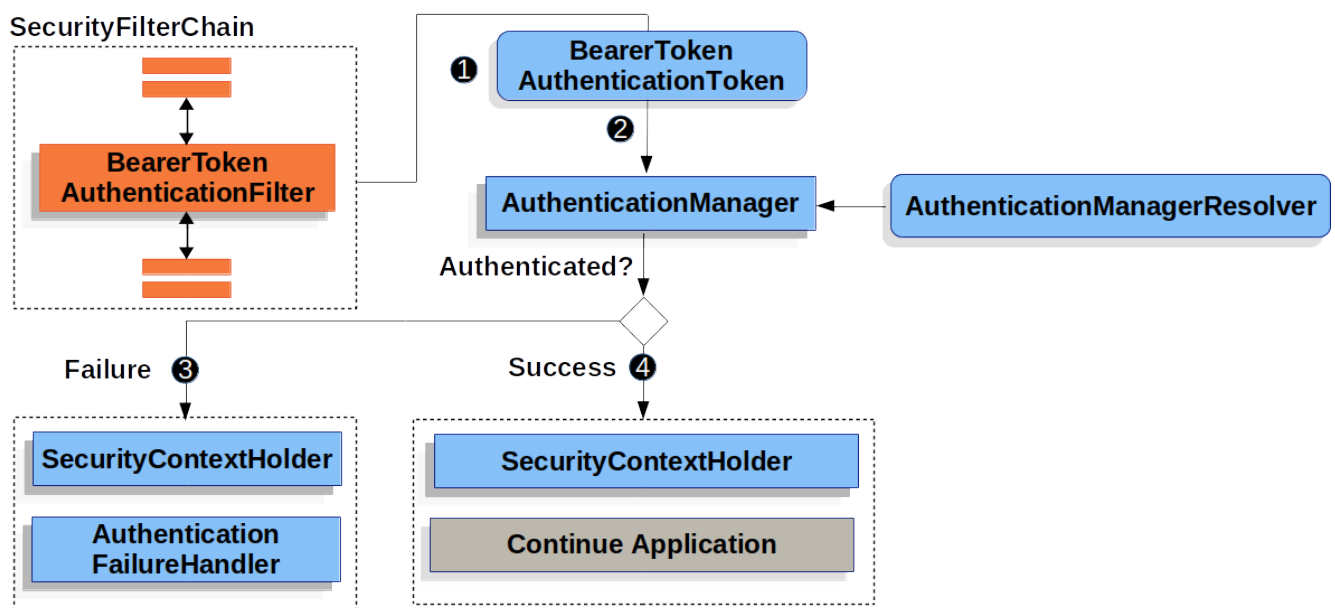 SecurityFilterChain
BearerToken
AuthenticationFilter
1
BearerToken
AuthenticationToken
2
AuthenticationManager
AuthenticationManagerResolver
Authenticated?
Failure
3
Success
4
SecurityContextHolder
Authentication
FailureHandler
SecurityContextHolder
Continue Application